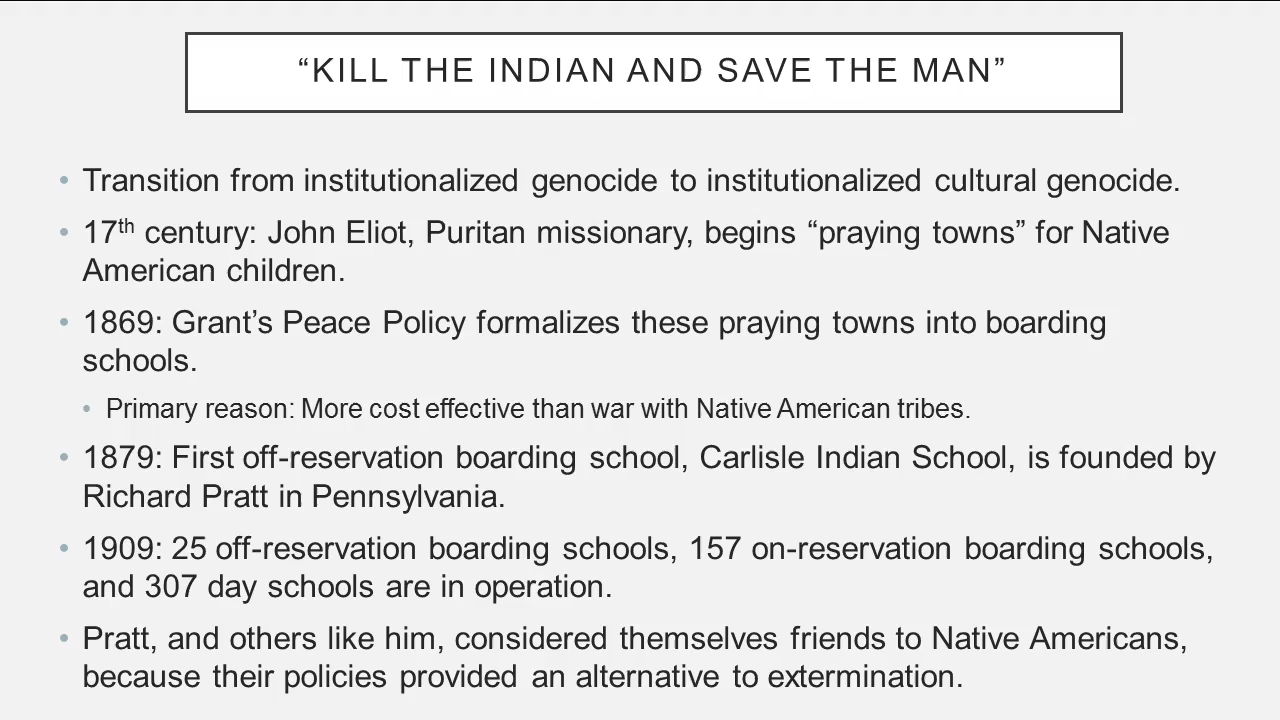 “KILL THE INDIAN AND SAVE THE MAN”
• Transition from institutionalized genocide to institutionalized cultural genocide.
• 17th century: John Eliot, Puritan missionary, begins “praying towns” for Native
American children.
• 1869: Grant’s Peace Policy formalizes these praying towns into boarding
schools.
• Primary reason: More cost effective than war with Native American tribes.
• 1879: First off-reservation boarding school, Carlisle Indian School, is founded by
Richard Pratt in Pennsylvania.
• 1909: 25 off-reservation boarding schools, 157 on-reservation boarding schools,
and 307 day schools are in operation.
• Pratt, and others like him, considered themselves friends to Native Americans,
because their policies provided an alternative to extermination.